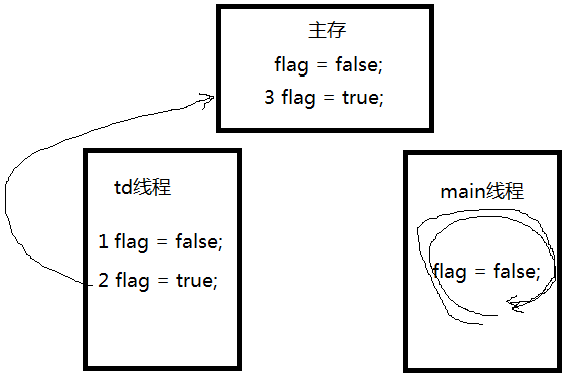 主存
flag = false;
3 flag = true;
td线程
1 flag = false;
2 flag = true;
main线程
flag = false;